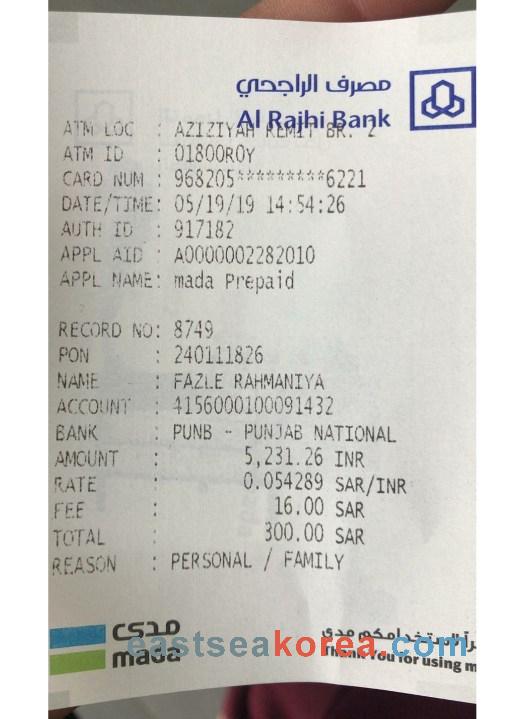 مصرف الراجحي
Al Rajhi Bank
ATM LOC : AZIZIYAH REMIT BR. 2
ATM ID : 01800R0Y
CARD NUM : 968205*********6221
DATE/TIME: 05/19/19 14:54:26
AUTH ID : 917182
APPL AID : A0000002282010
APPL NAME: mada Prepaid
RECORD NO: 8749
PON : 240111826
NAME : FAZLE RAHMANIYA
ACCOUNT : 4156000100091432
BANK : PUNB - PUNJAB NATIONAL
AMOUNT : 5,231.26 INR
RATE : 0.054289 SAR/INR
FEE : 16.00 SAR
TOTAL : 300.00 SAR
REASON : PERSONAL / FAMILY
مدى
mada
لاستخدامكم مدى
Thank You for using m
eastseakorea.com